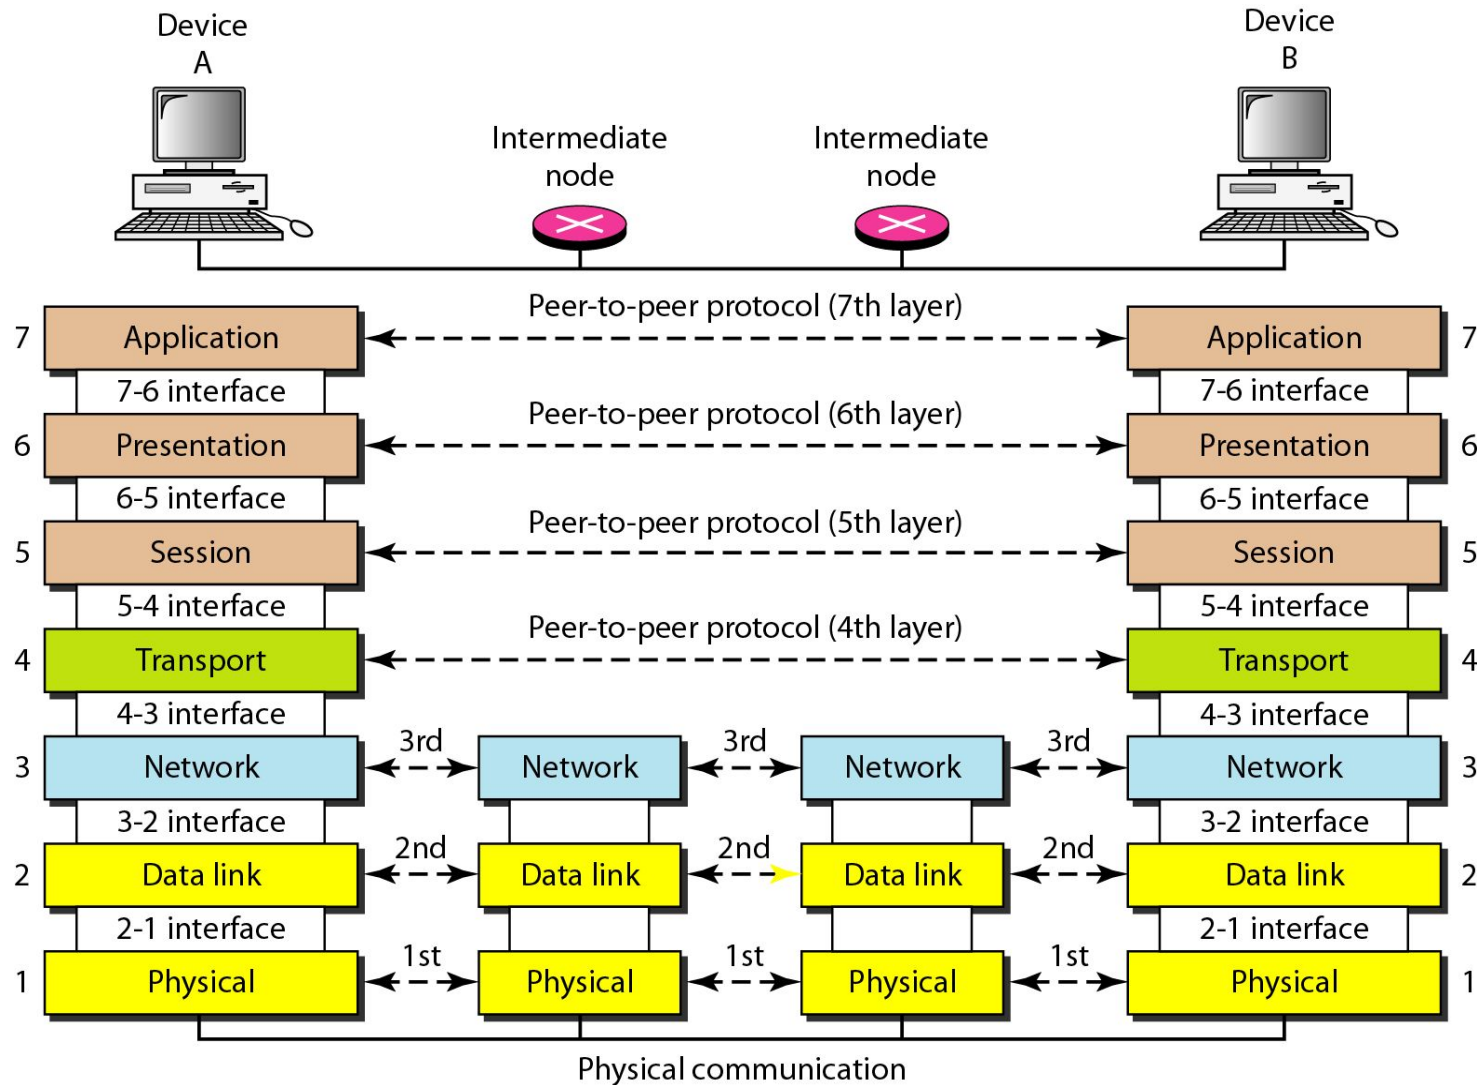 Device
A
Device
B
Intermediate
node
Intermediate
node
Peer-to-peer protocol (7th layer)
7 Application Application 7
7-6 interface 7-6 interface
Peer-to-peer protocol (6th layer)
6 Presentation Presentation 6
6-5 interface 6-5 interface
Peer-to-peer protocol (5th layer)
5 Session Session 5
5-4 interface 5-4 interface
Peer-to-peer protocol (4th layer)
4 Transport Transport 4
4-3 interface 4-3 interface
3rd 3rd 3rd
3 Network Network Network Network 3
3-2 interface 3-2 interface
2nd 2nd 2nd
2 Data link Data link Data link Data link 2
2-1 interface 2-1 interface
1st 1st 1st
1 Physical Physical Physical Physical 1
Physical communication